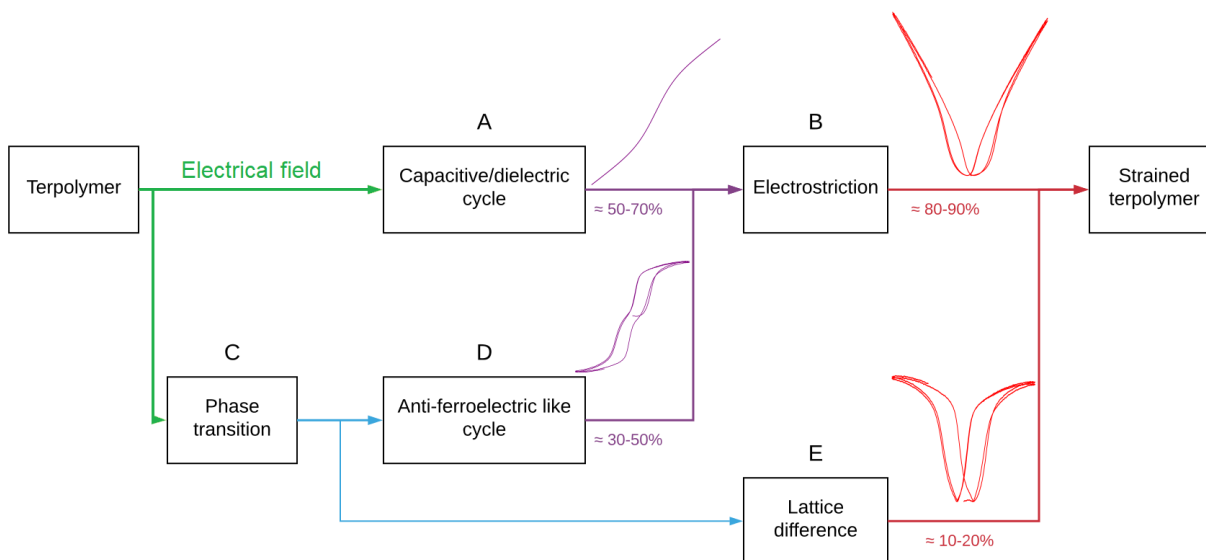 A
B
Electrical field
Terpolymer
Capacitive/dielectric
cycle
Electrostriction
Strained
terpolymer
≈ 50-70%
≈ 80-90%
C
D
Phase
transition
Anti-ferroelectric like
cycle
≈ 30-50%
E
Lattice
difference
≈ 10-20%